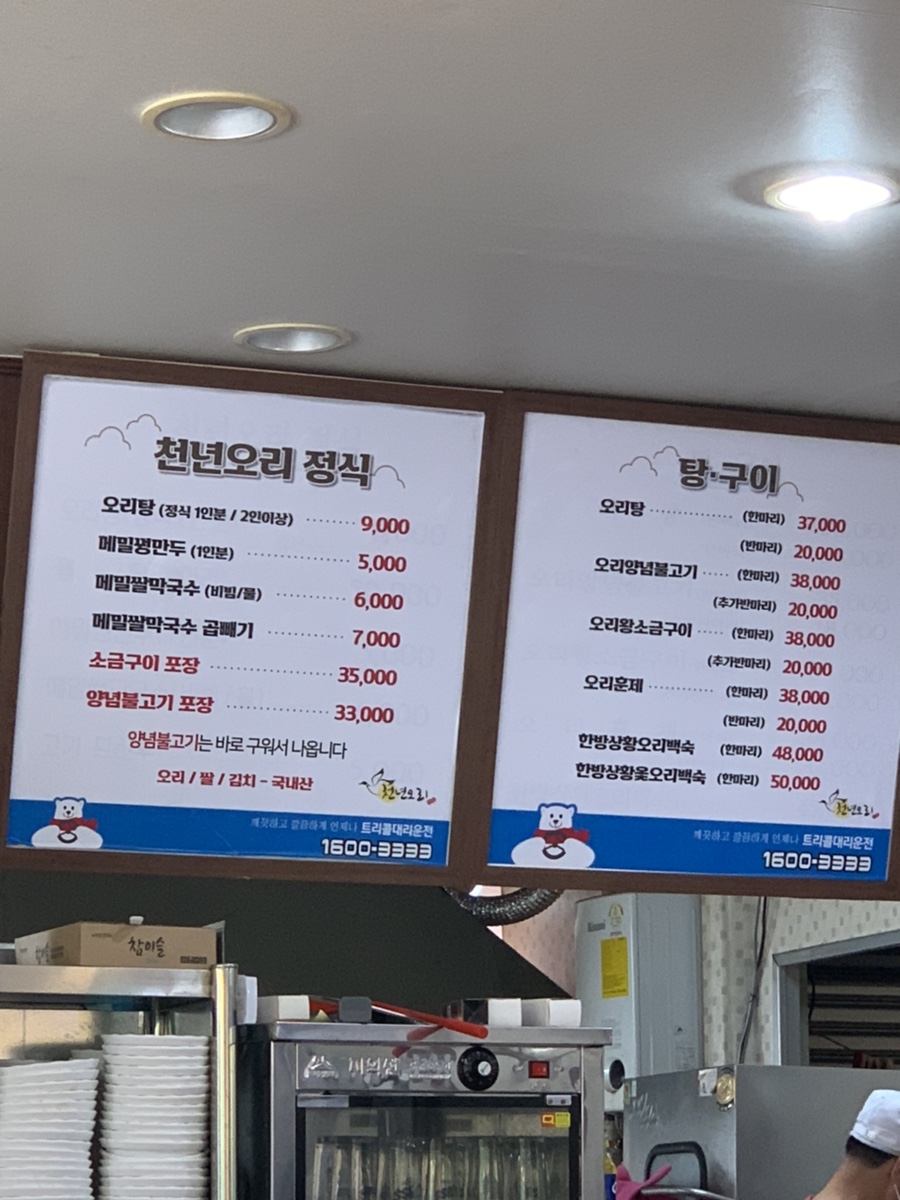 천년오리 정식
오리탕 (정식 1인분 / 2인이상) ······· 9,000
메밀평만두 (1인분) ·············· 5,000
메밀쌀막국수 (비빔/물) ············ 6,000
메밀쌀막국수 곱빼기 ············ 7,000
소금구이 포장 ················ 35,000
양념불고기 포장 ·············· 33,000
양념불고기는 바로 구워서 나옵니다
오리 / 쌀 / 김치 - 국내산
천년오리
깨끗하고 깔끔하게 언제나 트리콜대리운전
1600-3333
탕·구이
오리탕 ············· (한마리) 37,000
(반마리) 20,000
오리양념불고기 ····· (한마리) 38,000
(추가반마리) 20,000
오리왕소금구이 ····· (한마리) 38,000
(추가반마리) 20,000
오리훈제 ·········· (한마리) 38,000
(반마리) 20,000
한방상황오리백숙 (한마리) 48,000
한방상황옻오리백숙 (한마리) 50,000
천년오리
깨끗하고 깔끔하게 언제나 트리콜대리운전
1600-3333
참이슬
Rinnai